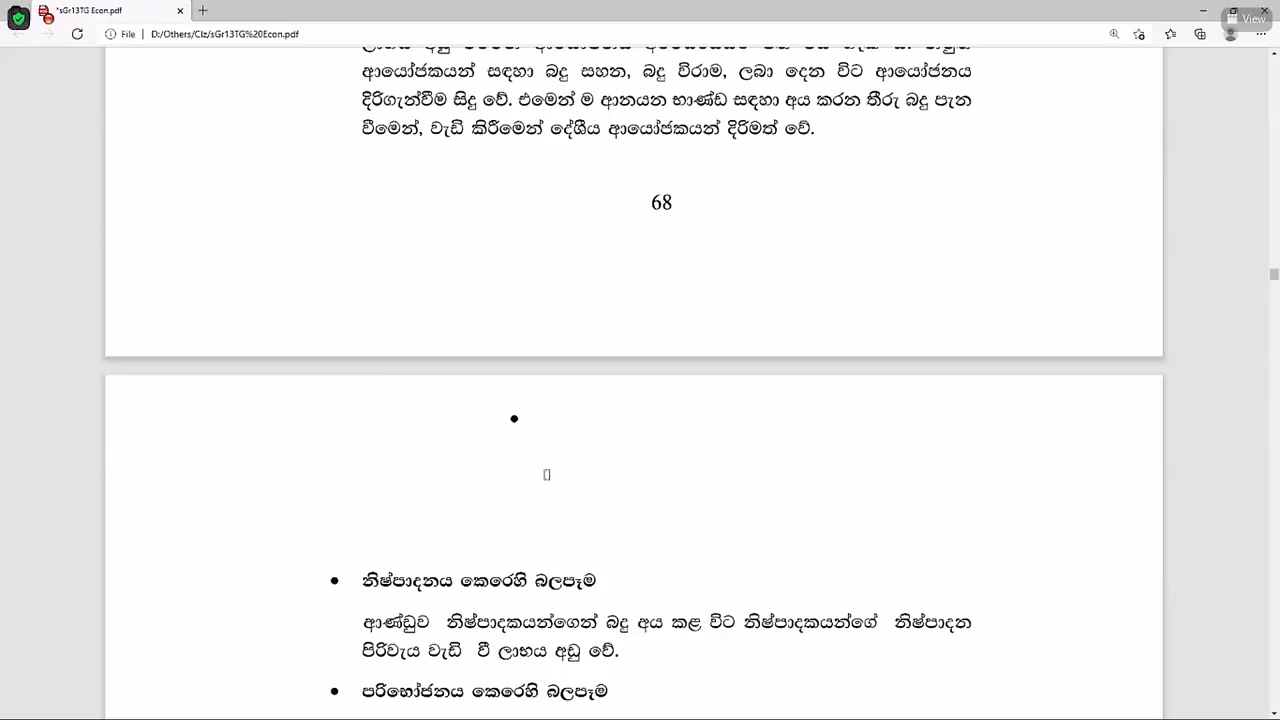 *sGr13TG Econ.pdf
File | D:/Others/Clz/sGr13TG%20Econ.pdf
View
ආයෝජකයන් සඳහා බදු සහන, බදු විරාම, ලබා දෙන විට ආයෝජනය
දිරිගැන්වීම සිදු වේ. එමෙන් ම ආනයන භාණ්ඩ සඳහා අය කරන තීරු බදු පැන
වීමෙන්, වැඩි කිරීමෙන් දේශීය ආයෝජකයන් දිරිමත් වේ.
68
• නිෂ්පාදනය කෙරෙහි බලපෑම
ආණ්ඩුව නිෂ්පාදකයන්ගෙන් බදු අය කළ විට නිෂ්පාදකයන්ගේ නිෂ්පාදන
පිරිවැය වැඩි වී ලාභය අඩු වේ.
• පරිභෝජනය කෙරෙහි බලපෑම